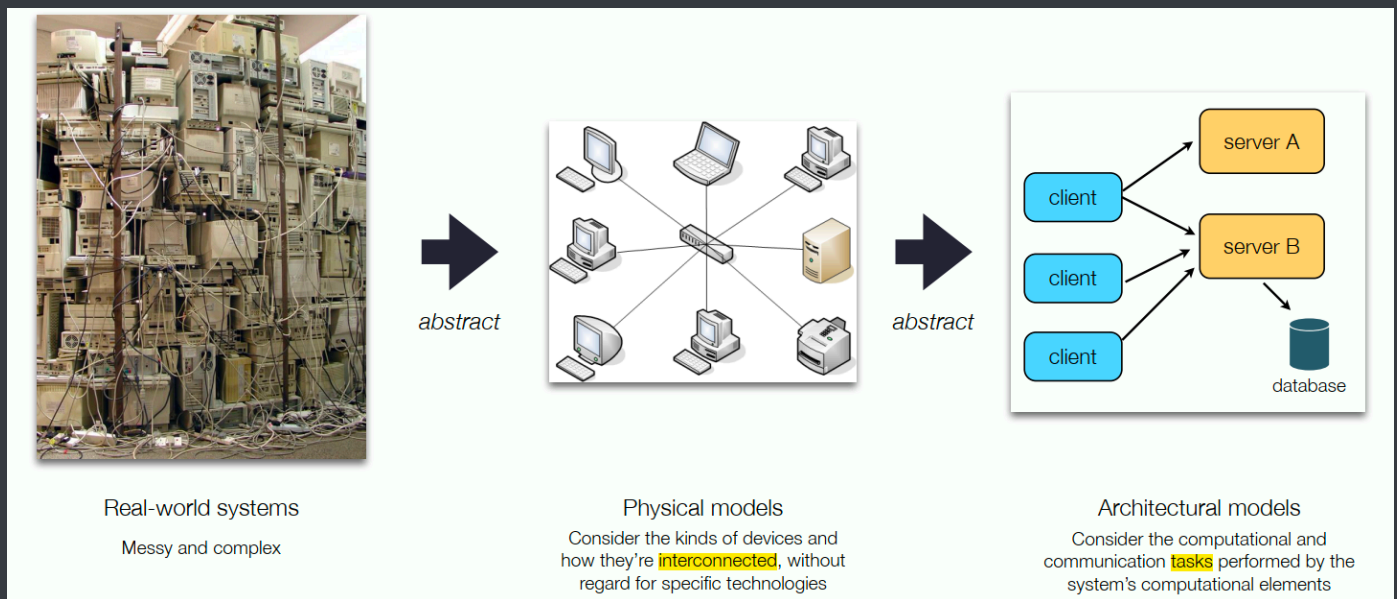 server A
client
server B
client
abstract
abstract
client
database
Real-world systems
Messy and complex
Physical models
Consider the kinds of devices and
how they're interconnected, without
regard for specific technologies
Architectural models
Consider the computational and
communication tasks performed by the
system's computational elements